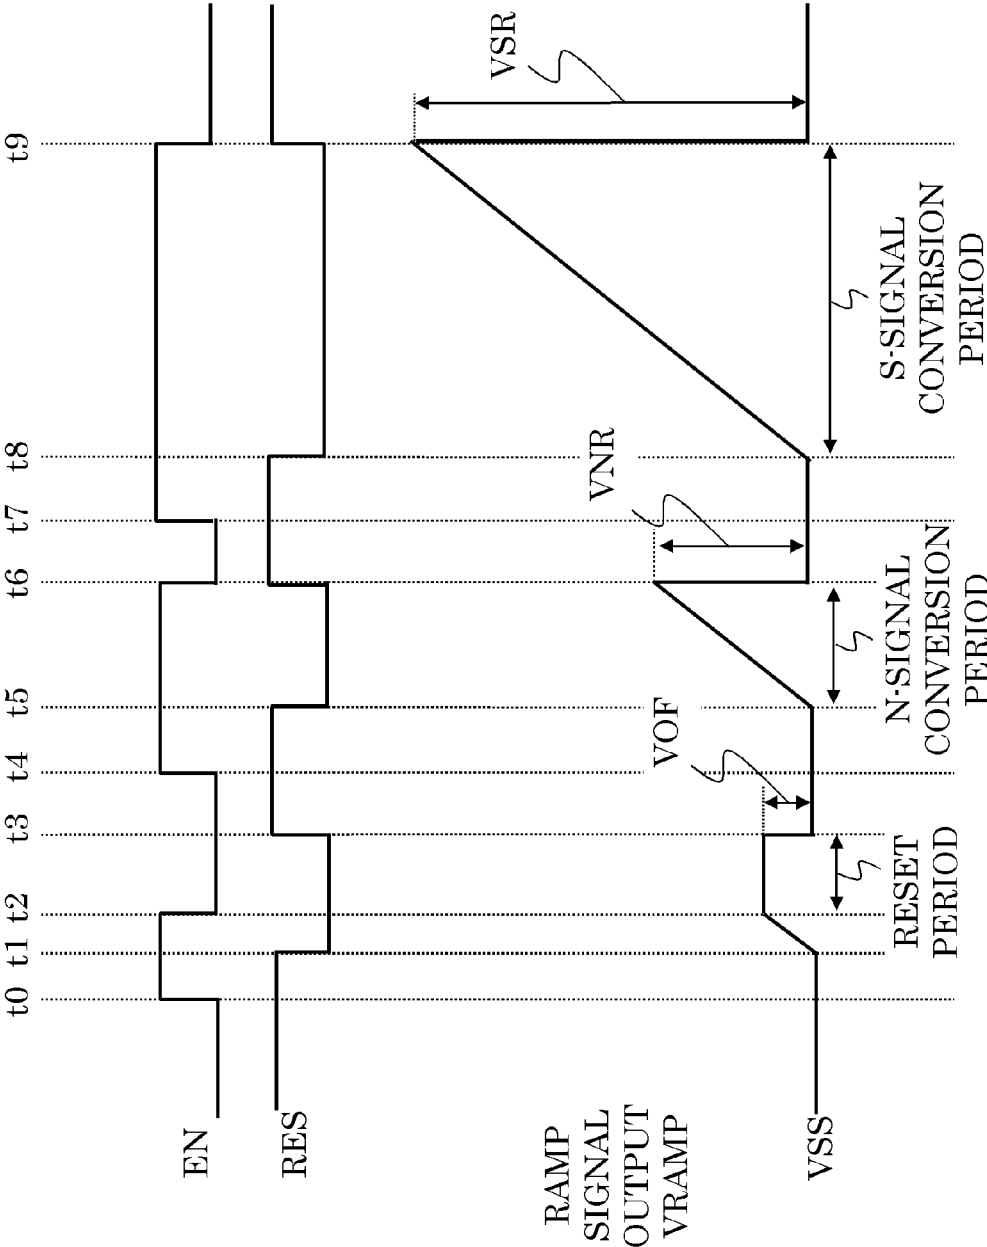 t0 t1 t2 t3 t4 t5 t6 t7 t8 t9
EN
RES
RAMP
SIGNAL
OUTPUT
VRAMP
VSS
VOF
VNR
VSR
RESET
PERIOD
N-SIGNAL
CONVERSION
PERIOD
S-SIGNAL
CONVERSION
PERIOD